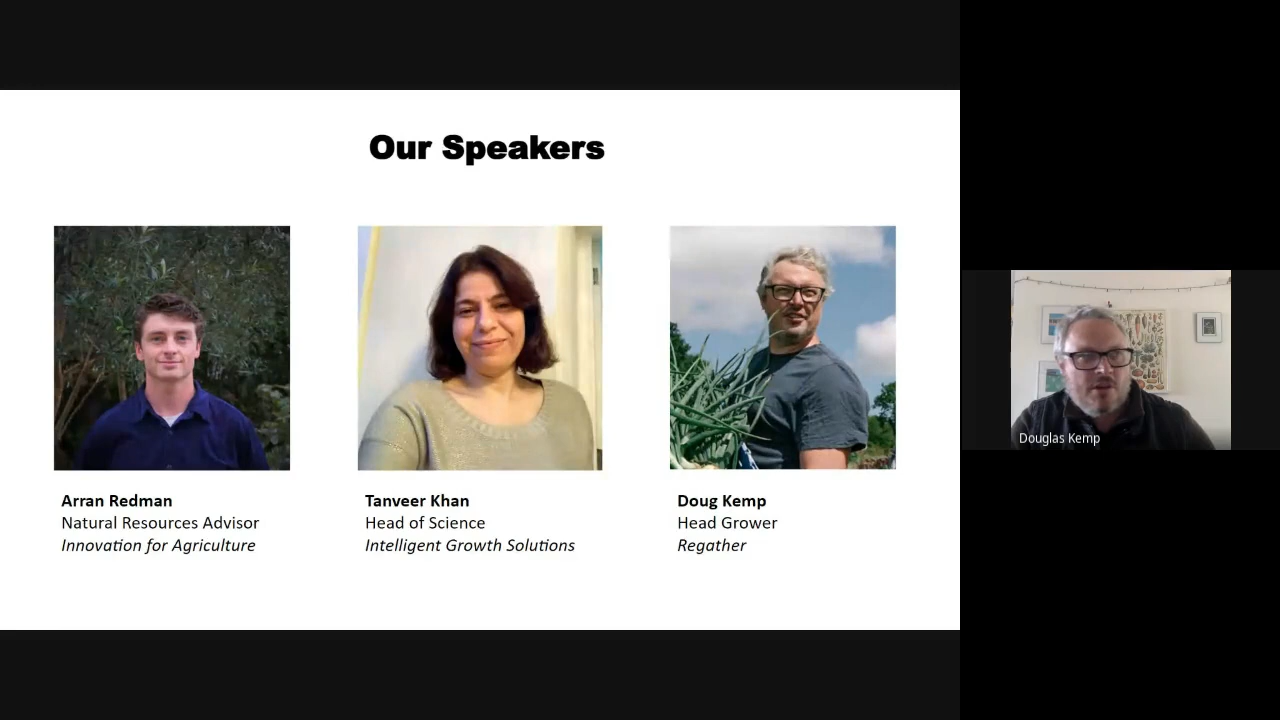 Our Speakers
Arran Redman
Natural Resources Advisor
Innovation for Agriculture
Tanveer Khan
Head of Science
Intelligent Growth Solutions
Doug Kemp
Head Grower
Regather
Douglas Kemp